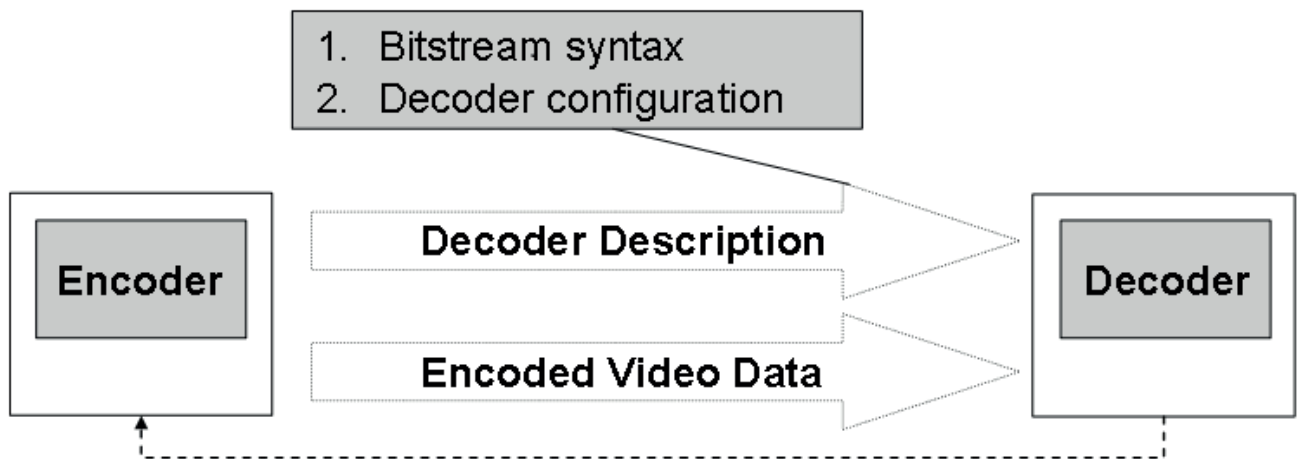 1. Bitstream syntax
2. Decoder configuration
Decoder Description
Encoder
Decoder
Encoded Video Data